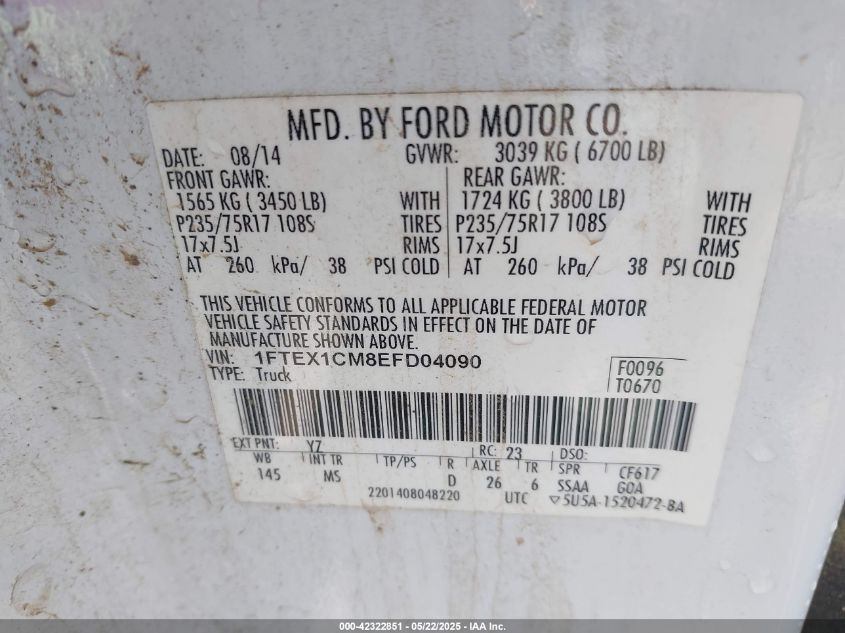 MFD. BY FORD MOTOR CO.
DATE: 08/14 GVWR: 3039 KG ( 6700 LB)
FRONT GAWR: REAR GAWR:
1565 KG ( 3450 LB) WITH 1724 KG ( 3800 LB) WITH
P235/75R17 108S TIRES P235/75R17 108S TIRES
17x7.5J RIMS 17x7.5J RIMS
AT 260 kPa/ 38 PSI COLD AT 260 kPa/ 38 PSI COLD
THIS VEHICLE CONFORMS TO ALL APPLICABLE FEDERAL MOTOR
VEHICLE SAFETY STANDARDS IN EFFECT ON THE DATE OF
MANUFACTURE SHOWN ABOVE.
VIN: 1FTEX1CM8EFD04090 F0096
TYPE: Truck T0670
EXT PNT: YZ RC: 23 DSO:
WB INT TR TP/PS R AXLE TR SPR CF617
145 MS D 26 6 SSAA GOA
2201408048220 UTC ▽5U5A-1520472-BA
000-42322851 - 05/22/2025 - IAA Inc.